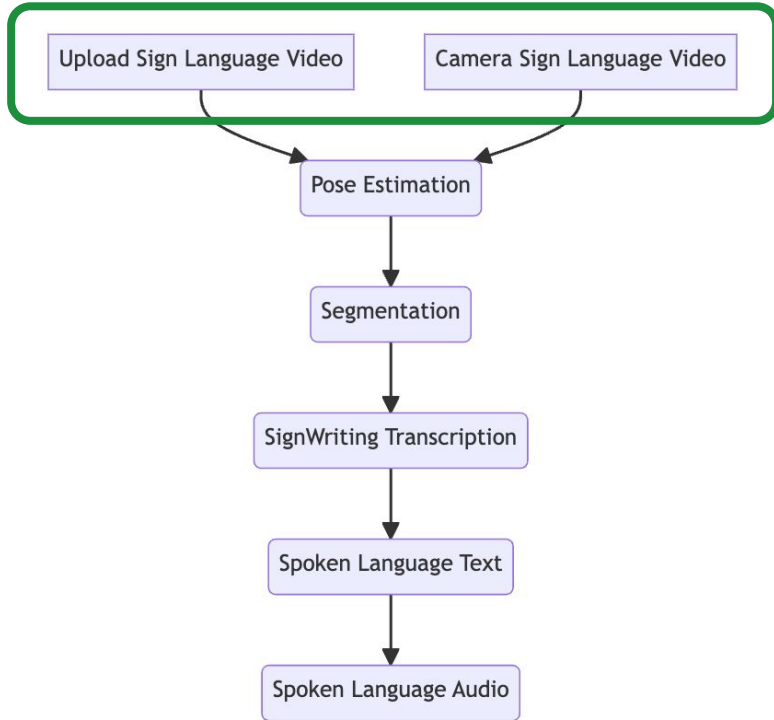 Upload Sign Language Video
Camera Sign Language Video
Pose Estimation
Segmentation
SignWriting Transcription
Spoken Language Text
Spoken Language Audio